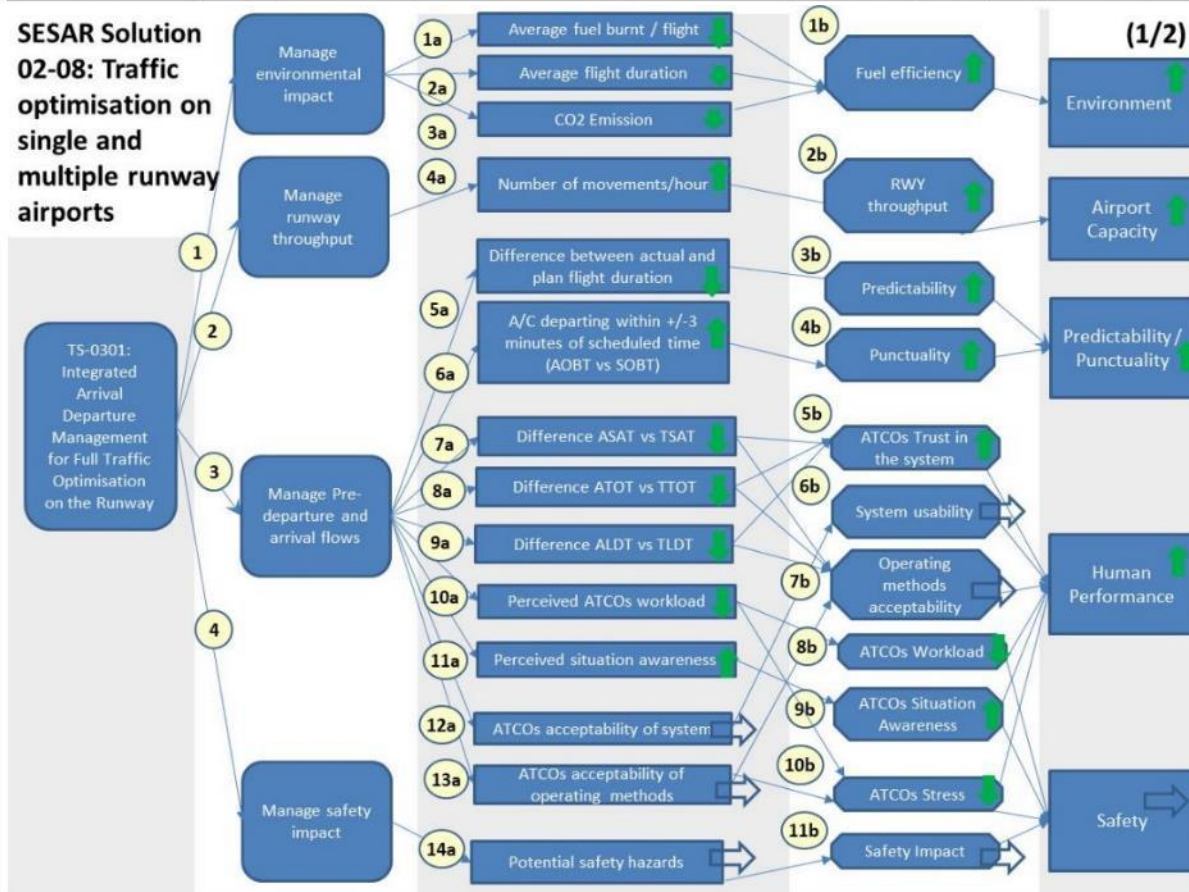 SESAR Solution
02-08: Traffic
optimisation on
single and
multiple runway
airports
(1/2)
TS-0301:
Integrated
Arrival
Departure
Management
for Full Traffic
Optimisation
on the Runway
1
2
3
4
Manage
environmental
impact
Manage
runway
throughput
Manage Pre-
departure and
arrival flows
Manage safety
impact
1a
2a
3a
4a
5a
6a
7a
8a
9a
10a
11a
12a
13a
14a
Average fuel burnt / flight
Average flight duration
CO2 Emission
Number of movements/hour
Difference between actual and
plan flight duration
A/C departing within +/-3
minutes of scheduled time
(AOBT vs SOBT)
Difference ASAT vs TSAT
Difference ATOT vs TTOT
Difference ALDT vs TLDT
Perceived ATCOs workload
Perceived situation awareness
ATCOs acceptability of system
ATCOs acceptability of
operating methods
Potential safety hazards
1b
Fuel efficiency
2b
RWY
throughput
3b
Predictability
4b
Punctuality
5b
ATCOs Trust in
the system
6b
System usability
7b
Operating
methods
acceptability
8b
ATCOs Workload
9b
ATCOs Situation
Awareness
10b
ATCOs Stress
11b
Safety Impact
Environment
Airport
Capacity
Predictability/
Punctuality
Human
Performance
Safety